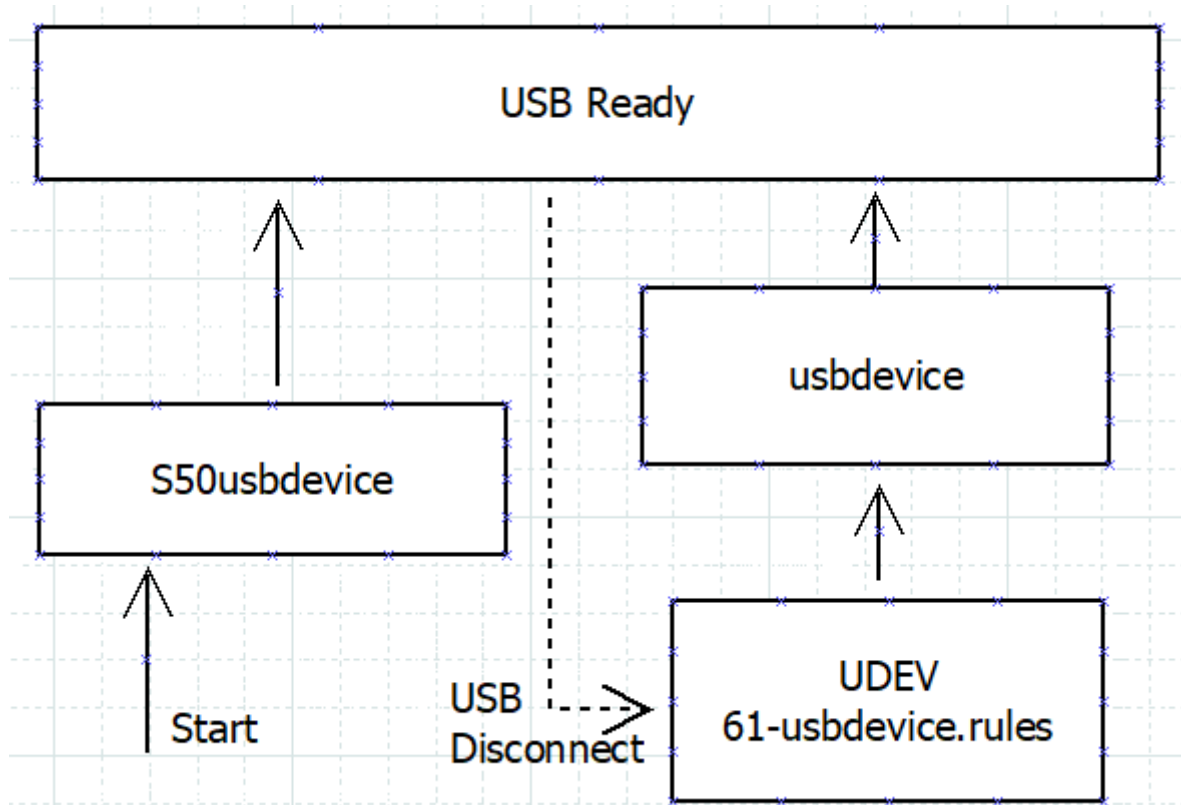 USB Ready
usbdevice
S50usbdevice
Start
USB
Disconnect
UDEV
61-usbdevice.rules